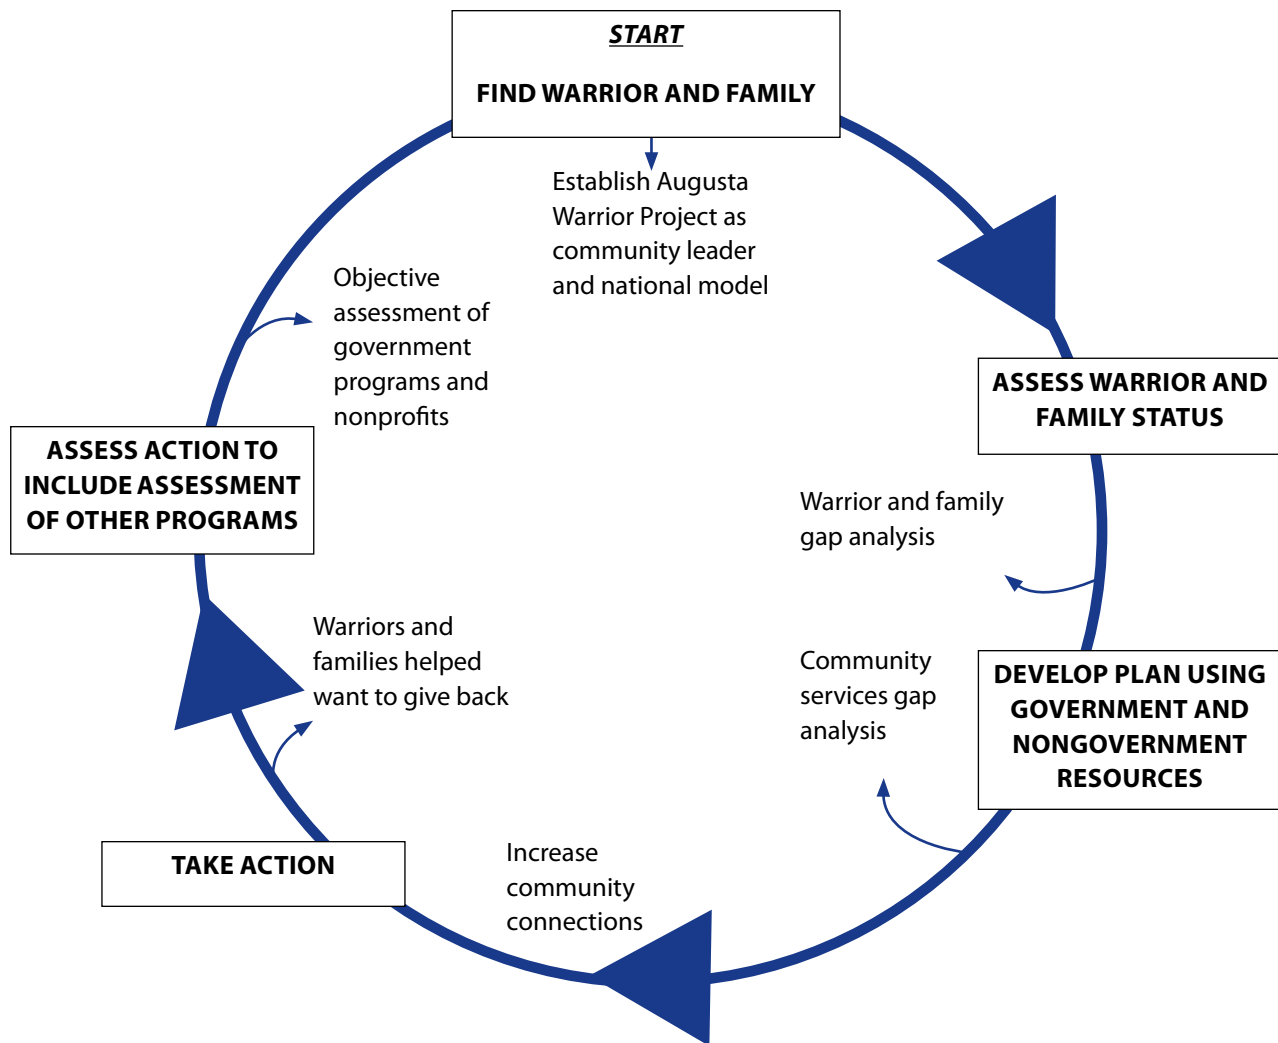 START
FIND WARRIOR AND FAMILY
Establish Augusta
Warrior Project as
community leader
and national model
ASSESS WARRIOR AND
FAMILY STATUS
Warrior and family
gap analysis
DEVELOP PLAN USING
GOVERNMENT AND
NONGOVERNMENT
RESOURCES
Community
services gap
analysis
Increase
community
connections
TAKE ACTION
Warriors and
families helped
want to give back
ASSESS ACTION TO
INCLUDE ASSESSMENT
OF OTHER PROGRAMS
Objective
assessment of
government
programs and
nonprofits